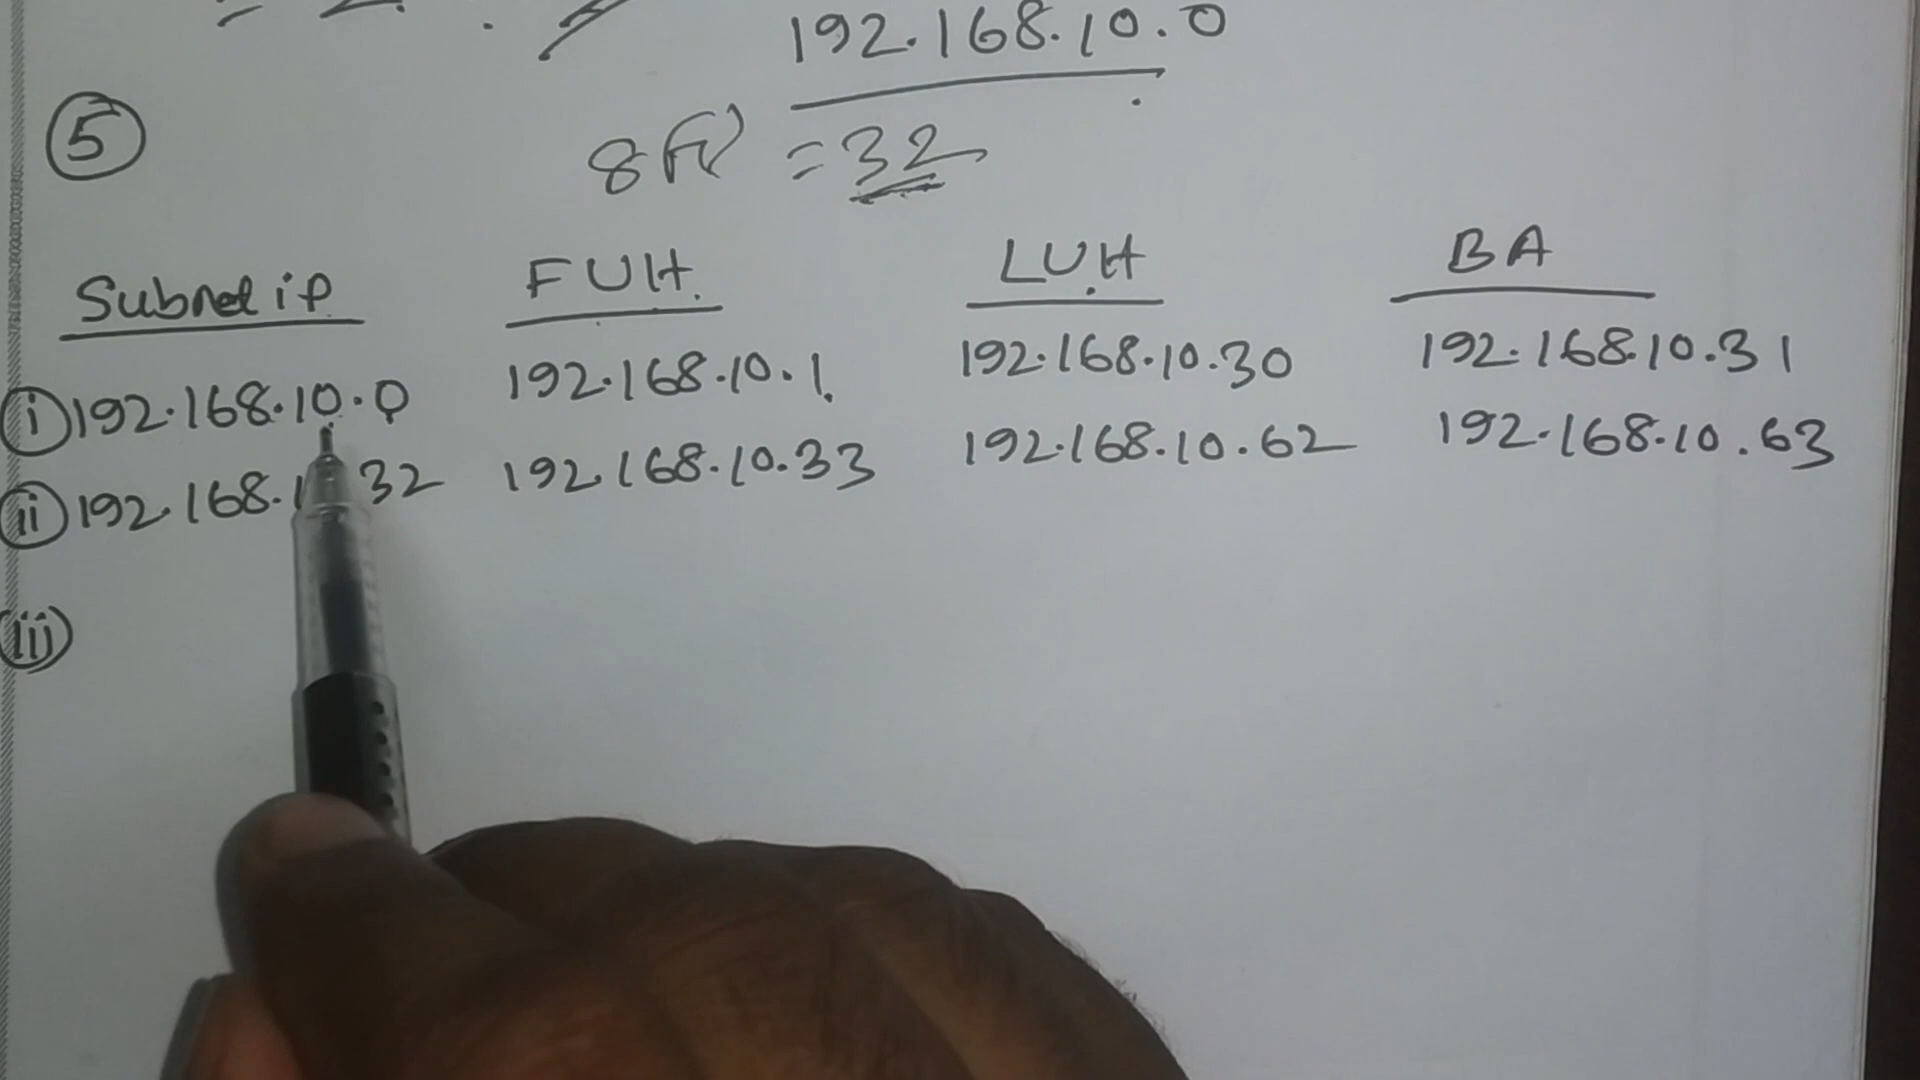 192.168.10.0
5
= 32
Subnet ip FUH. LUH BA
i 192.168.10.0 192.168.10.1 192.168.10.30 192.168.10.31
ii 192.168.1 32 192.168.10.33 192.168.10.62 192.168.10.63
iii